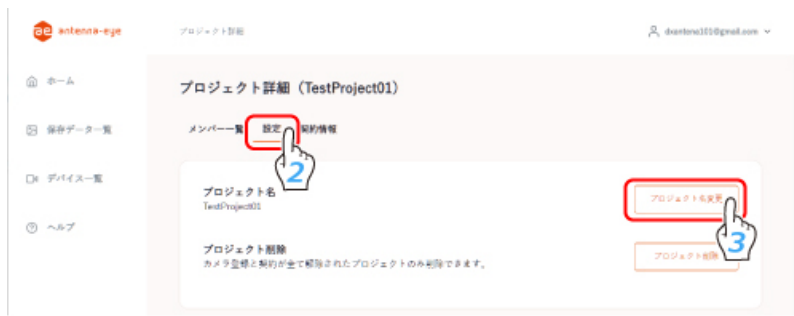 ae antenna-eye
プロジェクト詳細
dxantena101@gmail.com
ホーム
保存データ一覧
デバイス一覧
ヘルプ
プロジェクト詳細（TestProject01）
メンバー一覧 設定 契約情報
2
プロジェクト名
TestProject01
プロジェクト名変更
3
プロジェクト削除
カメラ登録と契約が全て解除されたプロジェクトのみ削除できます。
プロジェクト削除